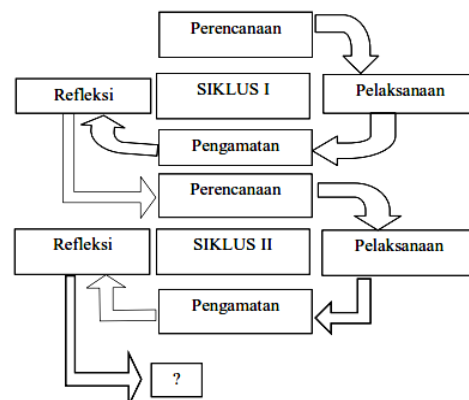 Perencanaan
Refleksi
SIKLUS I
Pelaksanaan
Pengamatan
Perencanaan
Refleksi
SIKLUS II
Pelaksanaan
Pengamatan
?